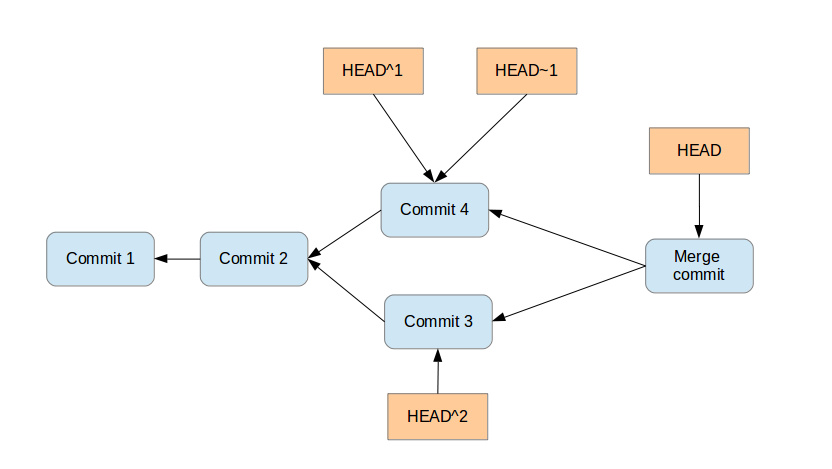 HEAD^1
HEAD~1
HEAD
Commit 4
Commit 1
Commit 2
Merge
commit
Commit 3
HEAD^2